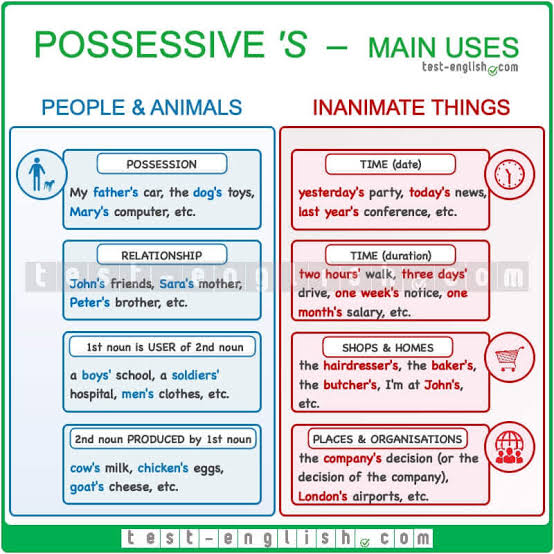 POSSESSIVE 'S – MAIN USES
test-english.com
PEOPLE & ANIMALS
POSSESSION
My father's car, the dog's toys,
Mary's computer, etc.
RELATIONSHIP
John's friends, Sara's mother,
Peter's brother, etc.
1st noun is USER of 2nd noun
a boys' school, a soldiers'
hospital, men's clothes, etc.
2nd noun PRODUCED by 1st noun
cow's milk, chicken's eggs,
goat's cheese, etc.
INANIMATE THINGS
TIME (date)
yesterday's party, today's news,
last year's conference, etc.
TIME (duration)
two hours' walk, three days'
drive, one week's notice, one
month's salary, etc.
SHOPS & HOMES
the hairdresser's, the baker's,
the butcher's, I'm at John's,
etc.
PLACES & ORGANISATIONS
the company's decision (or the
decision of the company),
London's airports, etc.
test-english.com
test-english.com